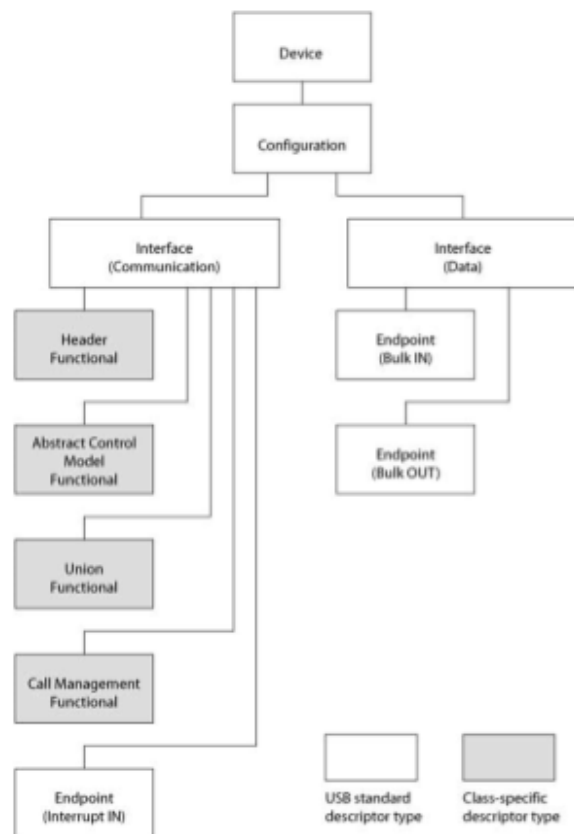 Device
Configuration
Interface
(Communication)
Interface
(Data)
Header
Functional
Endpoint
(Bulk IN)
Abstract Control
Model
Functional
Endpoint
(Bulk OUT)
Union
Functional
Call Management
Functional
Endpoint
(Interrupt IN)
USB standard
descriptor type
Class-specific
descriptor type